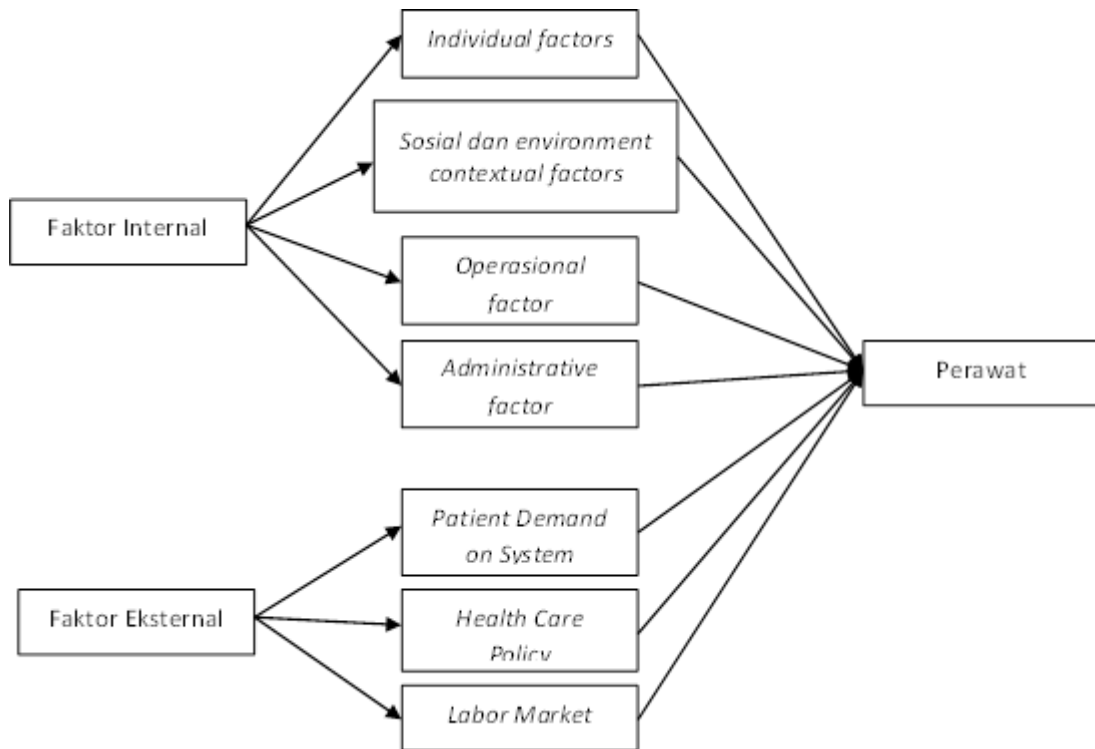 Individual factors
Sosial dan environment
contextual factors
Faktor Internal
Operasional
factor
Administrative
factor
Perawat
Patient Demand
on System
Faktor Eksternal
Health Care
Policy
Labor Market